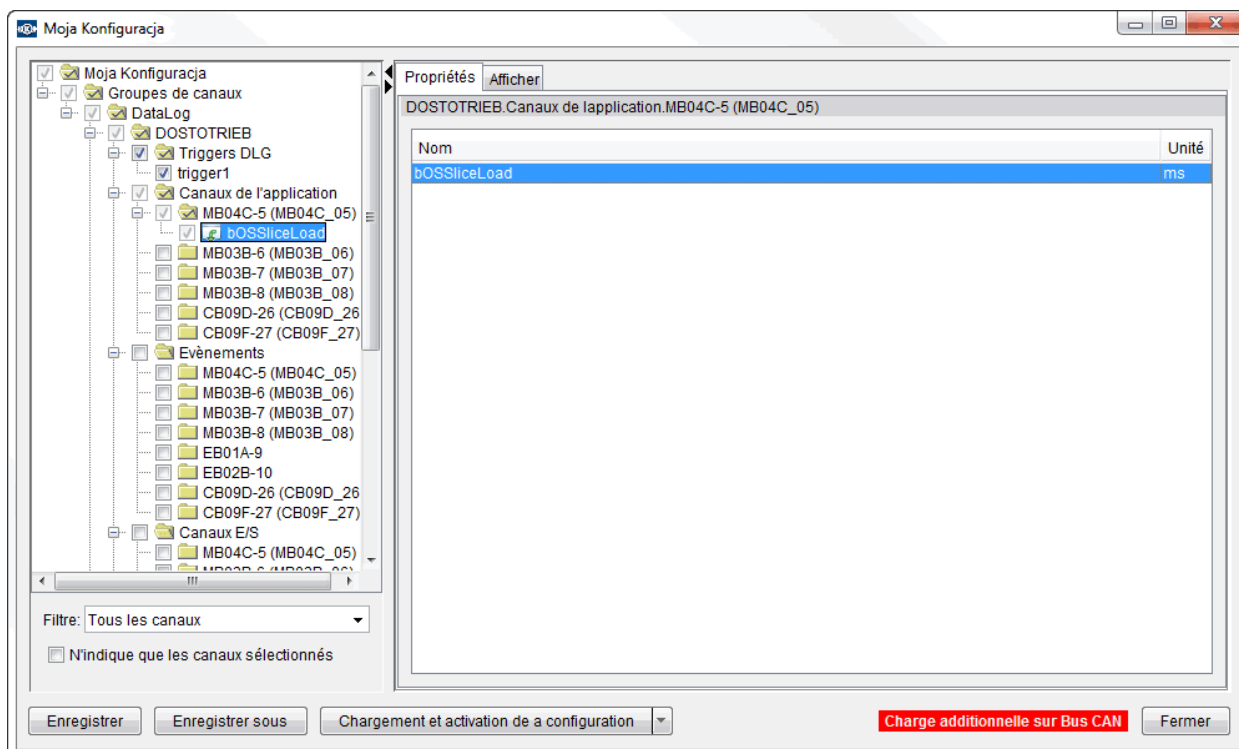 Moja Konfiguracja
Moja Konfiguracja
Groupes de canaux
DataLog
DOSTOTRIEB
Triggers DLG
trigger1
Canaux de l'application
MB04C-5 (MB04C_05)
bOSSliceLoad
MB03B-6 (MB03B_06)
MB03B-7 (MB03B_07)
MB03B-8 (MB03B_08)
CB09D-26 (CB09D_26
CB09F-27 (CB09F_27)
Evènements
MB04C-5 (MB04C_05)
MB03B-6 (MB03B_06)
MB03B-7 (MB03B_07)
MB03B-8 (MB03B_08)
EB01A-9
EB02B-10
CB09D-26 (CB09D_26
CB09F-27 (CB09F_27)
Canaux E/S
MB04C-5 (MB04C_05)
Filtre: Tous les canaux
N'indique que les canaux sélectionnés
Propriétés Afficher
DOSTOTRIEB.Canaux de lapplication.MB04C-5 (MB04C_05)
Nom Unité
bOSSliceLoad ms
Enregistrer Enregistrer sous Chargement et activation de a configuration Charge additionnelle sur Bus CAN Fermer